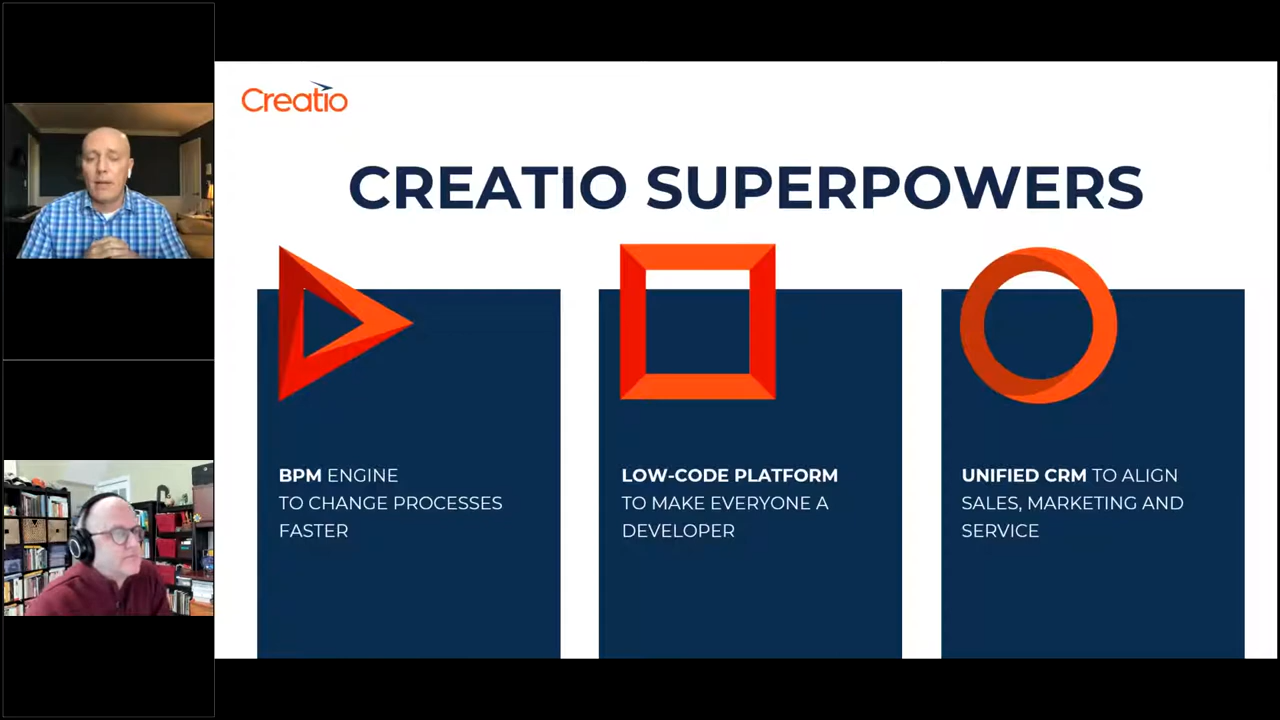 Creatio
CREATIO SUPERPOWERS
BPM ENGINE
TO CHANGE PROCESSES
FASTER
LOW-CODE PLATFORM
TO MAKE EVERYONE A
DEVELOPER
UNIFIED CRM TO ALIGN
SALES, MARKETING AND
SERVICE